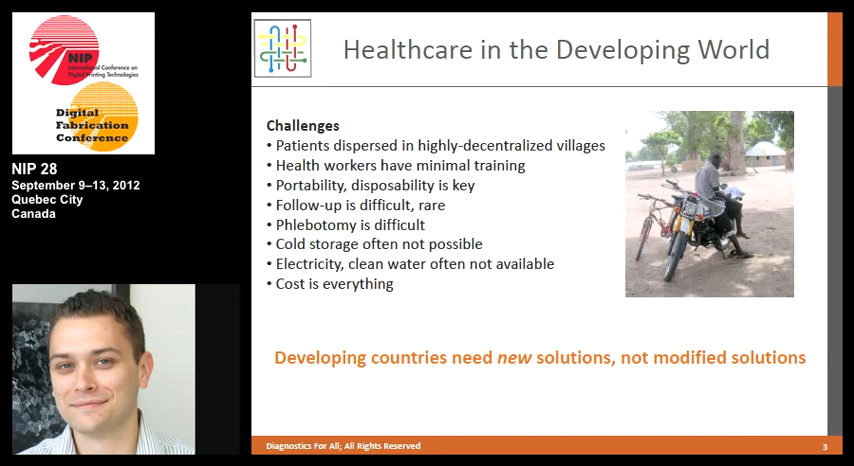 NIP
International Conference on
Digital Printing Technologies
Digital
Fabrication
Conference
NIP 28
September 9–13, 2012
Quebec City
Canada
Healthcare in the Developing World
Challenges
• Patients dispersed in highly-decentralized villages
• Health workers have minimal training
• Portability, disposability is key
• Follow-up is difficult, rare
• Phlebotomy is difficult
• Cold storage often not possible
• Electricity, clean water often not available
• Cost is everything
Developing countries need new solutions, not modified solutions
Diagnostics For All; All Rights Reserved
3